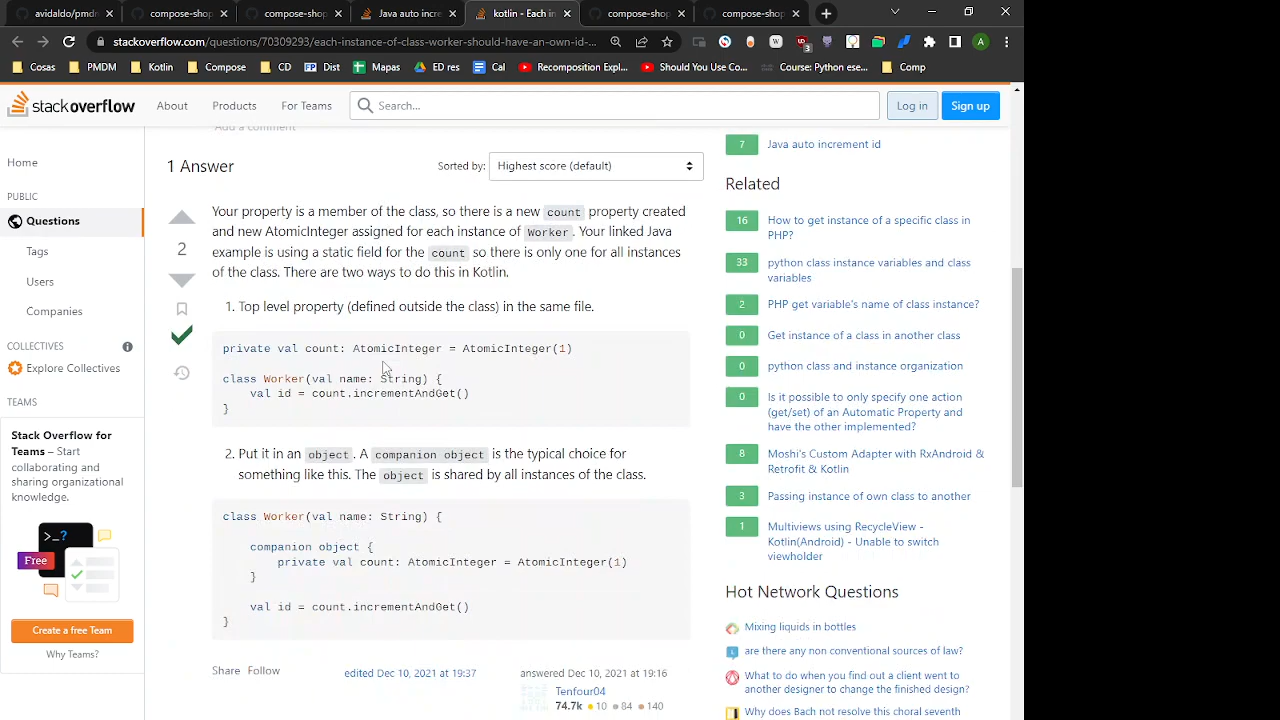 avidaldo/pmdm
compose-shop
compose-shop
Java auto incre
kotlin - Each in
compose-shop
compose-shop
stackoverflow.com/questions/70309293/each-instance-of-class-worker-should-have-an-own-id-...
3
A
Cosas
PMDM
Kotlin
Compose
CD
FP Dist
Mapas
ED res
Cal
Recomposition Expl...
Should You Use Co...
Course: Python ese...
Comp
stackoverflow
About
Products
For Teams
Search...
Log in
Sign up
Home
PUBLIC
Questions
Tags
Users
Companies
COLLECTIVES
Explore Collectives
TEAMS
Stack Overflow for
Teams – Start
collaborating and
sharing organizational
knowledge.
>_?
Free
Create a free Team
Why Teams?
Add a comment
1 Answer
Sorted by:
Highest score (default)
2
Your property is a member of the class, so there is a new count property created
and new AtomicInteger assigned for each instance of Worker. Your linked Java
example is using a static field for the count so there is only one for all instances
of the class. There are two ways to do this in Kotlin.
1. Top level property (defined outside the class) in the same file.
private val count: AtomicInteger = AtomicInteger(1)
class Worker(val name: String) {
val id = count.incrementAndGet()
}
2. Put it in an object. A companion object is the typical choice for
something like this. The object is shared by all instances of the class.
class Worker(val name: String) {
companion object {
private val count: AtomicInteger = AtomicInteger(1)
}
val id = count.incrementAndGet()
}
Share Follow
edited Dec 10, 2021 at 19:37
answered Dec 10, 2021 at 19:16
Tenfour04
74.7k 10 84 140
7 Java auto increment id
Related
16 How to get instance of a specific class in
PHP?
33 python class instance variables and class
variables
2 PHP get variable's name of class instance?
0 Get instance of a class in another class
0 python class and instance organization
0 Is it possible to only specify one action
(get/set) of an Automatic Property and
have the other implemented?
8 Moshi's Custom Adapter with RxAndroid &
Retrofit & Kotlin
3 Passing instance of own class to another
1 Multiviews using RecycleView -
Kotlin(Android) - Unable to switch
viewholder
Hot Network Questions
Mixing liquids in bottles
are there any non conventional sources of law?
What to do when you find out a client went to
another designer to change the finished design?
Why does Bach not resolve this choral seventh